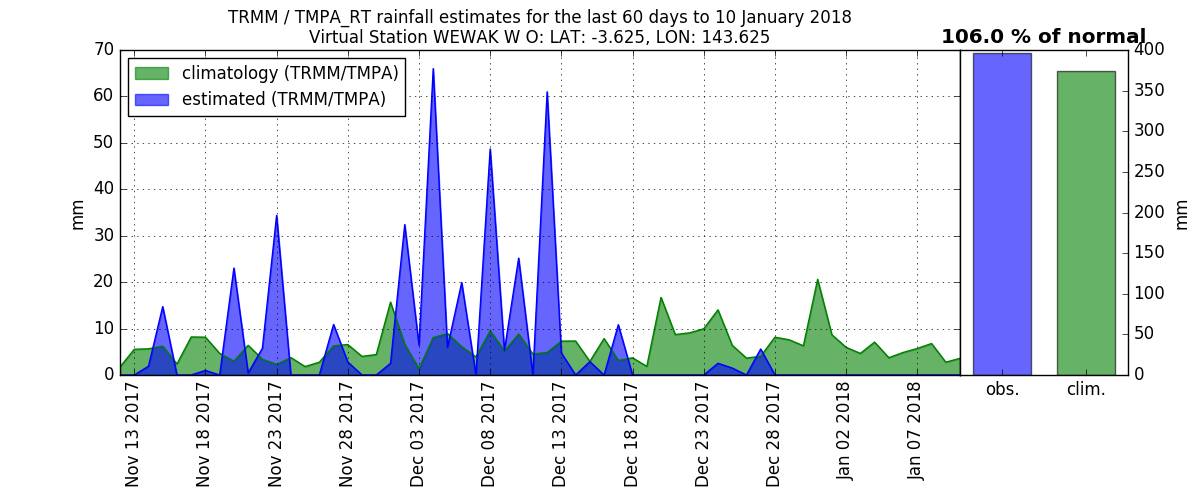 TRMM / TMPA_RT rainfall estimates for the last 60 days to 10 January 2018
Virtual Station WEWAK W O: LAT: -3.625, LON: 143.625
106.0 % of normal
climatology (TRMM/TMPA)
estimated (TRMM/TMPA)
70
60
50
40
30
20
10
0
mm
400
350
300
250
200
150
100
50
0
mm
Nov 13 2017
Nov 18 2017
Nov 23 2017
Nov 28 2017
Dec 03 2017
Dec 08 2017
Dec 13 2017
Dec 18 2017
Dec 23 2017
Dec 28 2017
Jan 02 2018
Jan 07 2018
obs.
clim.